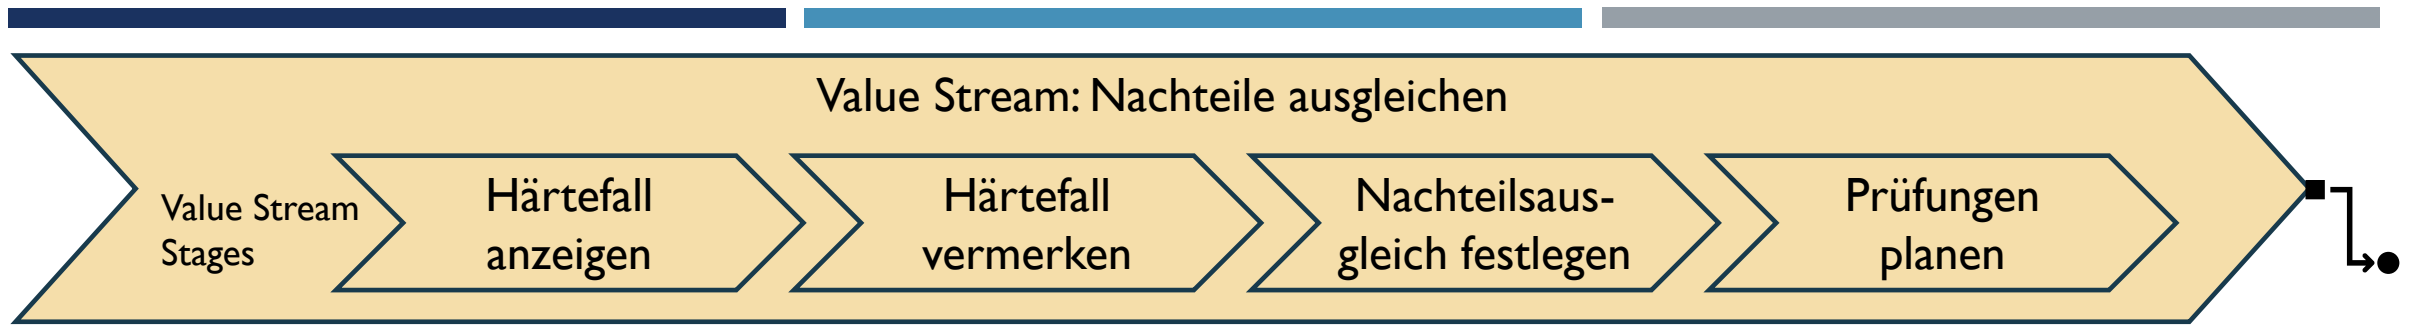 Value Stream: Nachteile ausgleichen
Value Stream
Stages
Härtefall
anzeigen
Härtefall
vermerken
Nachteilsaus-
gleich festlegen
Prüfungen
planen